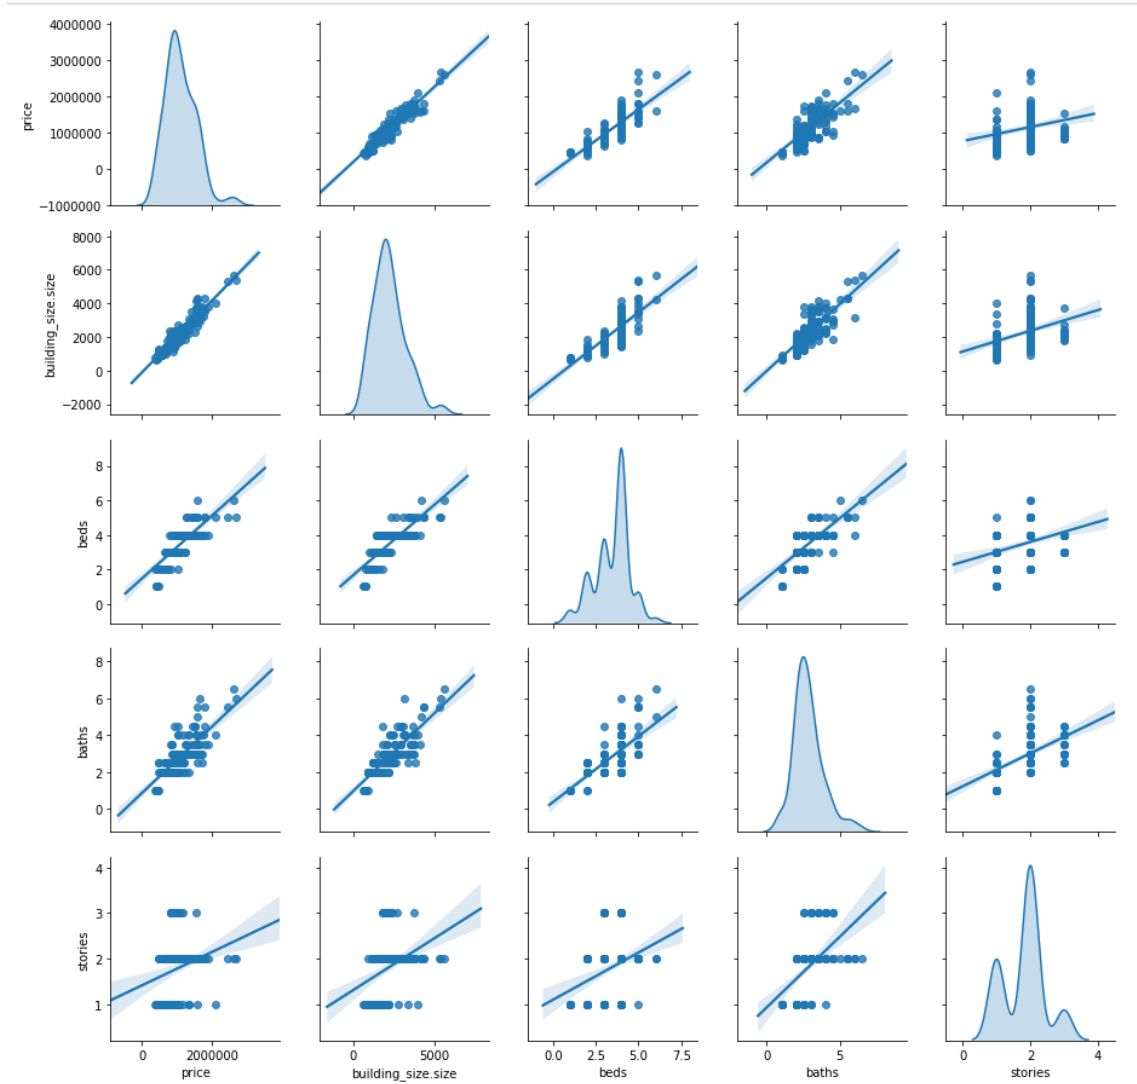 4000000
3000000
2000000
1000000
0
−1000000
price
8000
6000
4000
2000
0
−2000
building_size.size
8
6
4
2
0
beds
8
6
4
2
0
baths
4
3
2
1
stories
0 2000000
price
0 5000
building_size.size
0.0 2.5 5.0 7.5
beds
0 5
baths
0 2 4
stories